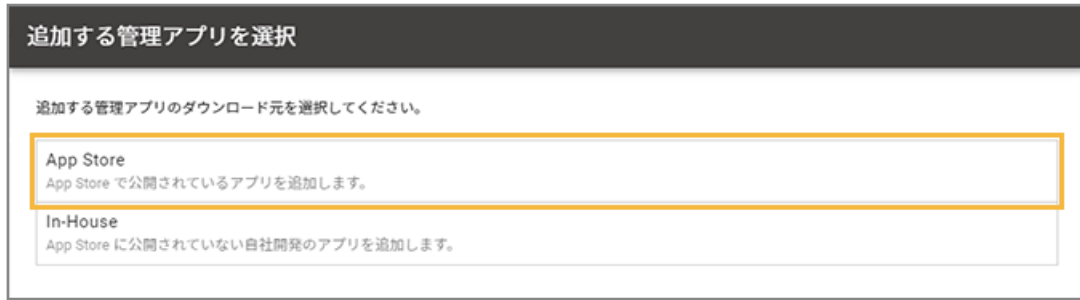 追加する管理アプリを選択
追加する管理アプリのダウンロード元を選択してください。
App Store
App Store で公開されているアプリを追加します。
In-House
App Store に公開されていない自社開発のアプリを追加します。